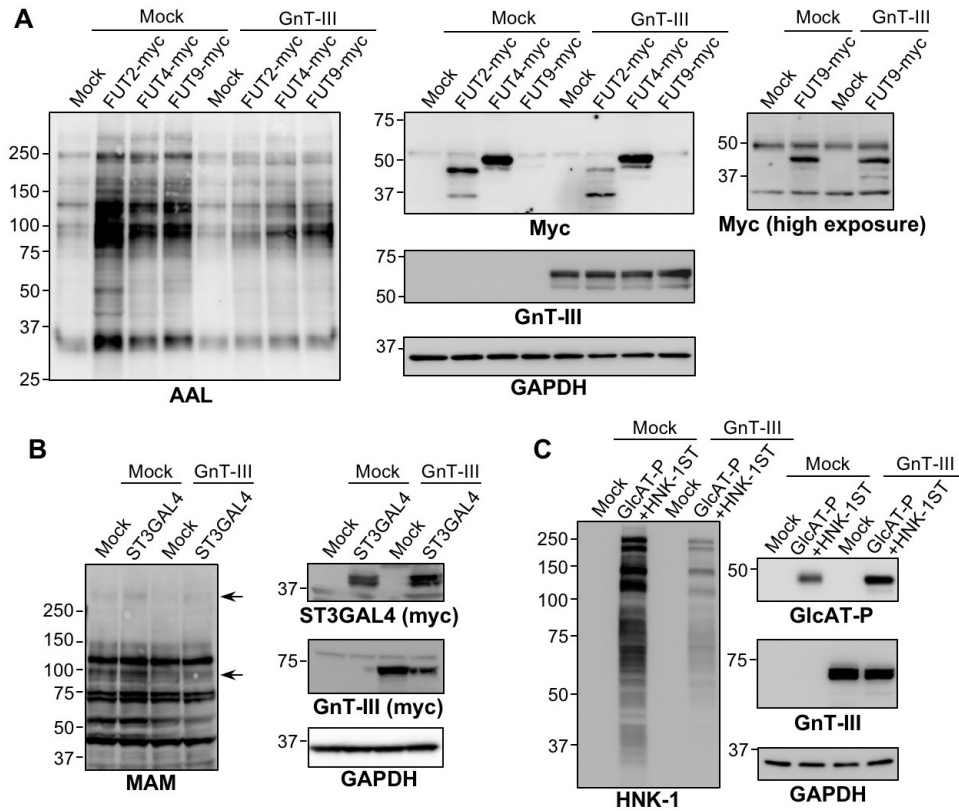 A
Mock
GnT-III
Mock
FUT2-myc
FUT4-myc
FUT9-myc
Mock
FUT2-myc
FUT4-myc
FUT9-myc
250
150
100
75
50
37
25
AAL
Mock
GnT-III
Mock
FUT2-myc
FUT4-myc
FUT9-myc
Mock
FUT2-myc
FUT4-myc
FUT9-myc
75
50
37
Myc
50
GnT-III
37
GAPDH
Mock
GnT-III
Mock
FUT9-myc
Mock
FUT9-myc
50
37
Myc (high exposure)
B
Mock
GnT-III
Mock
ST3GAL4
Mock
ST3GAL4
250
150
100
75
50
37
MAM
Mock
GnT-III
Mock
ST3GAL4
Mock
ST3GAL4
37
ST3GAL4 (myc)
75
GnT-III (myc)
37
GAPDH
C
Mock
GnT-III
Mock
GlcAT-P
+HNK-1ST
Mock
GlcAT-P
+HNK-1ST
250
150
100
75
50
37
HNK-1
Mock
GnT-III
Mock
GlcAT-P
+HNK-1ST
Mock
GlcAT-P
+HNK-1ST
50
GlcAT-P
75
GnT-III
37
GAPDH